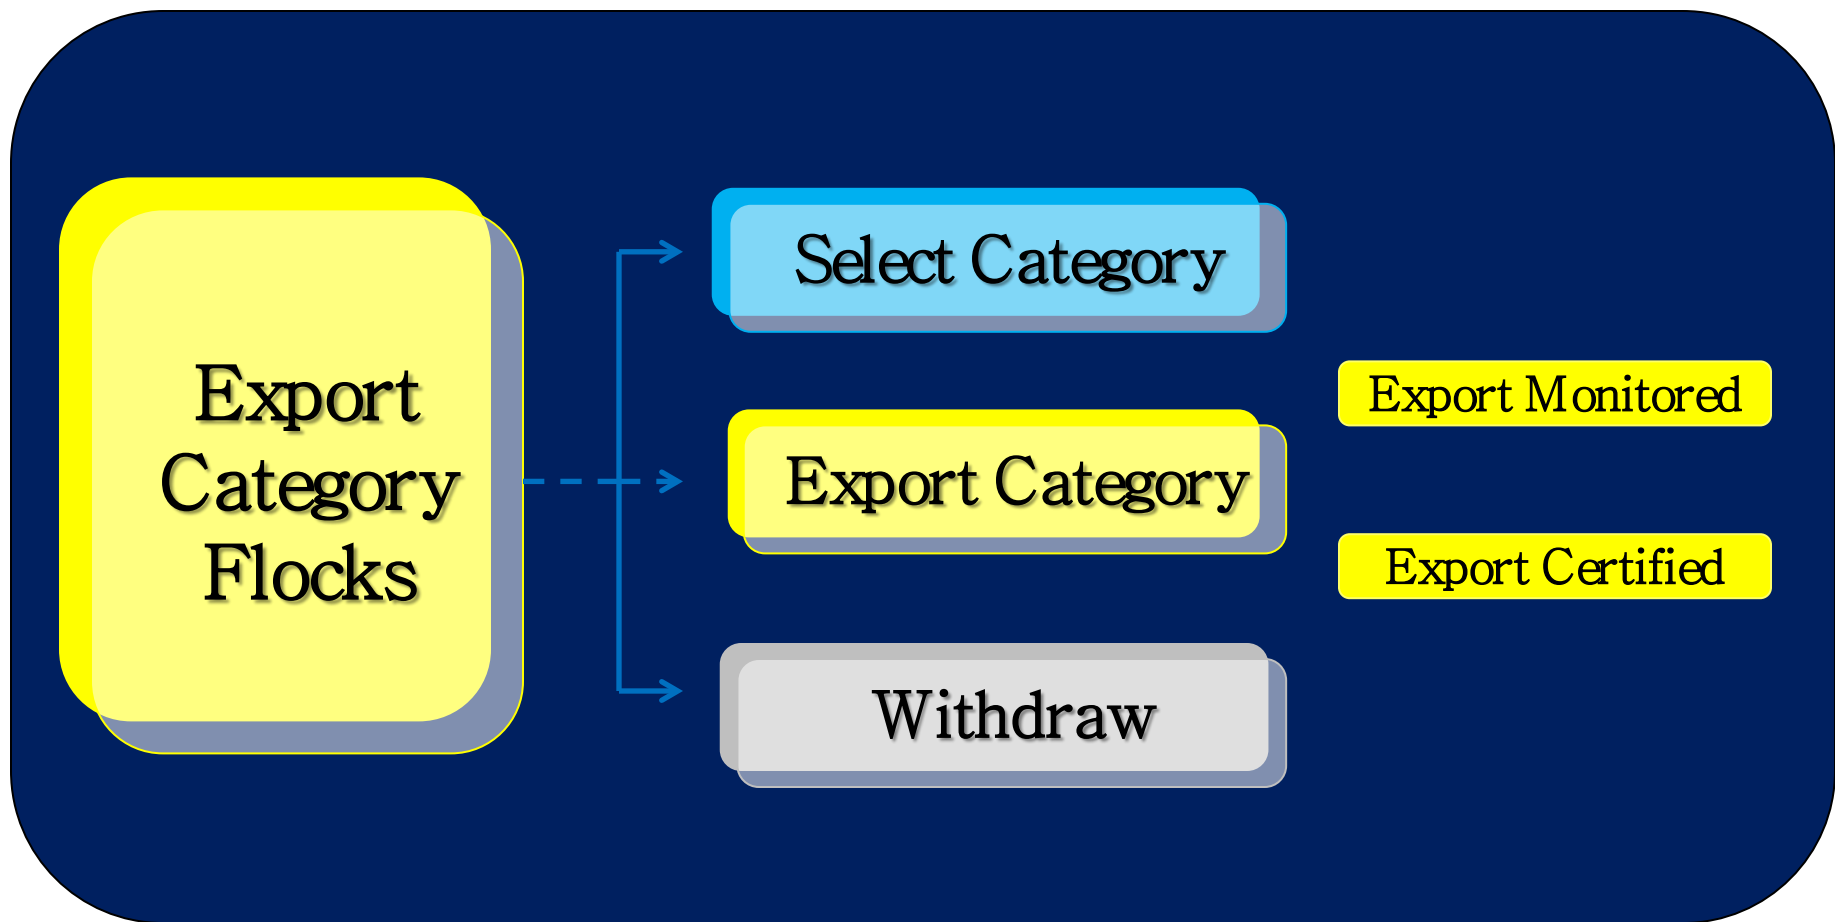 Export
Category
Flocks
Select Category
Export Category
Withdraw
Export Monitored
Export Certified